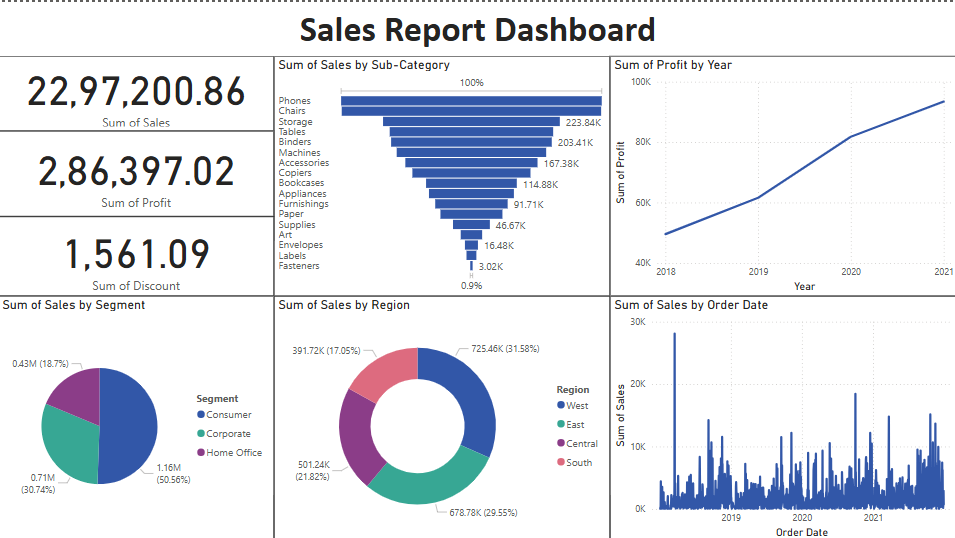 Sales Report Dashboard
22,97,200.86
Sum of Sales
2,86,397.02
Sum of Profit
1,561.09
Sum of Discount
Sum of Sales by Sub-Category
100%
Phones
Chairs
Storage
223.84K
Tables
Binders
203.41K
Machines
Accessories
167.38K
Copiers
Bookcases
114.88K
Appliances
Furnishings
91.71K
Paper
Supplies
46.67K
Art
Envelopes
16.48K
Labels
Fasteners
3.02K
0.9%
Sum of Profit by Year
Sum of Profit
100K
80K
60K
40K
2018
2019
2020
2021
Year
Sum of Sales by Segment
0.43M (18.7%)
0.71M
(30.74%)
1.16M
(50.56%)
Segment
Consumer
Corporate
Home Office
Sum of Sales by Region
391.72K (17.05%)
725.46K (31.58%)
501.24K
(21.82%)
678.78K (29.55%)
Region
West
East
Central
South
Sum of Sales by Order Date
Sum of Sales
30K
20K
10K
0K
2019
2020
2021
Order Date